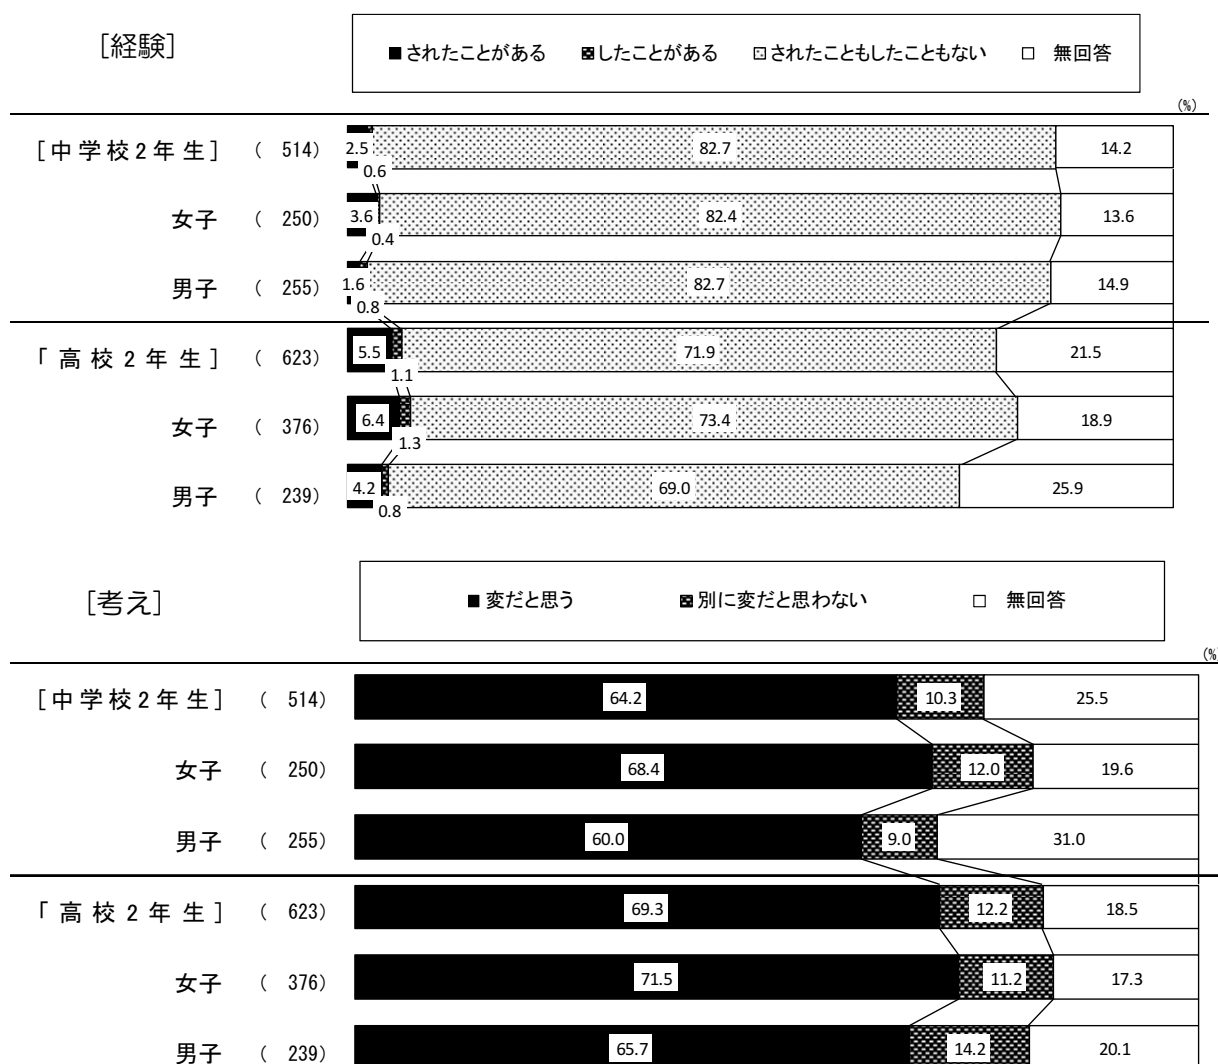 [経験]
■されたことがある ■したことがある □されたこともしたこともない □ 無回答
(%)
[中学校2年生] ( 514) 2.5 0.6 82.7 14.2
女子 ( 250) 3.6 0.4 82.4 13.6
男子 ( 255) 1.6 0.8 82.7 14.9
「高校2年生] ( 623) 5.5 1.1 71.9 21.5
女子 ( 376) 6.4 1.3 73.4 18.9
男子 ( 239) 4.2 0.8 69.0 25.9
[考え]
■変だと思う ■別に変だと思わない □ 無回答
(%)
[中学校2年生] ( 514) 64.2 10.3 25.5
女子 ( 250) 68.4 12.0 19.6
男子 ( 255) 60.0 9.0 31.0
「高校2年生] ( 623) 69.3 12.2 18.5
女子 ( 376) 71.5 11.2 17.3
男子 ( 239) 65.7 14.2 20.1